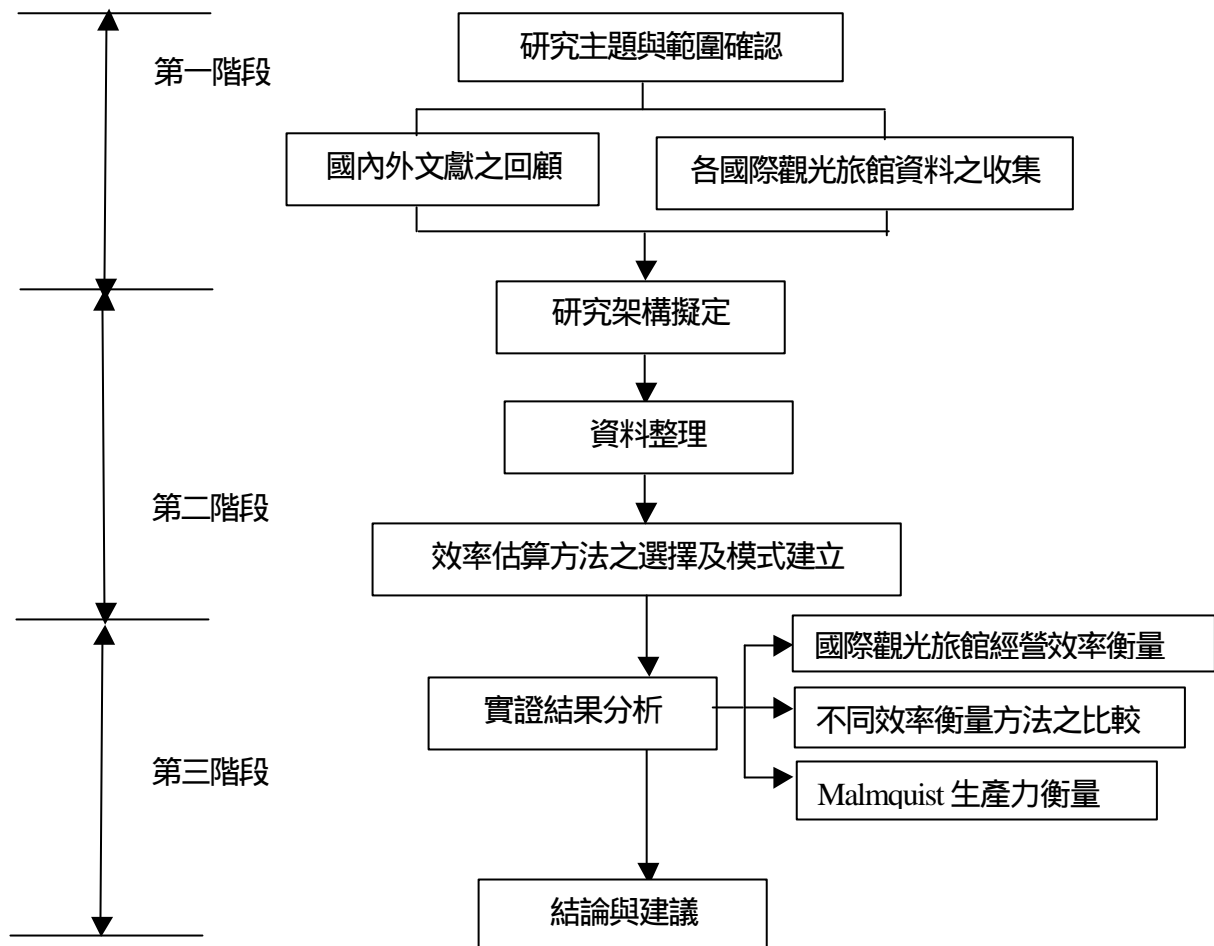 研究主題與範圍確認
第一階段
國內外文獻之回顧
各國際觀光旅館資料之收集
研究架構擬定
資料整理
第二階段
效率估算方法之選擇及模式建立
國際觀光旅館經營效率衡量
實證結果分析
不同效率衡量方法之比較
第三階段
Malmquist 生產力衡量
結論與建議